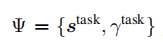 Ψ = {s^task, γ^task}